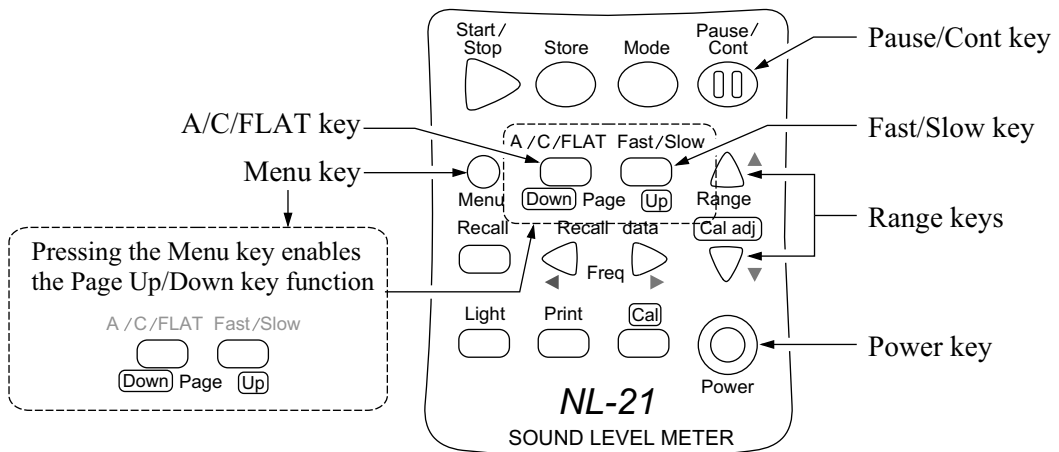 Start/
Stop
Store
Mode
Pause/
Cont
Pause/Cont key
A/C/FLAT key
A/C/FLAT Fast/Slow
Fast/Slow key
Menu key
Menu
Down Page Up
Range
Range keys
Recall
Recall data
Cal adj
Freq
Pressing the Menu key enables
the Page Up/Down key function
A/C/FLAT Fast/Slow
Down Page Up
Light
Print
Cal
Power key
Power
NL-21
SOUND LEVEL METER